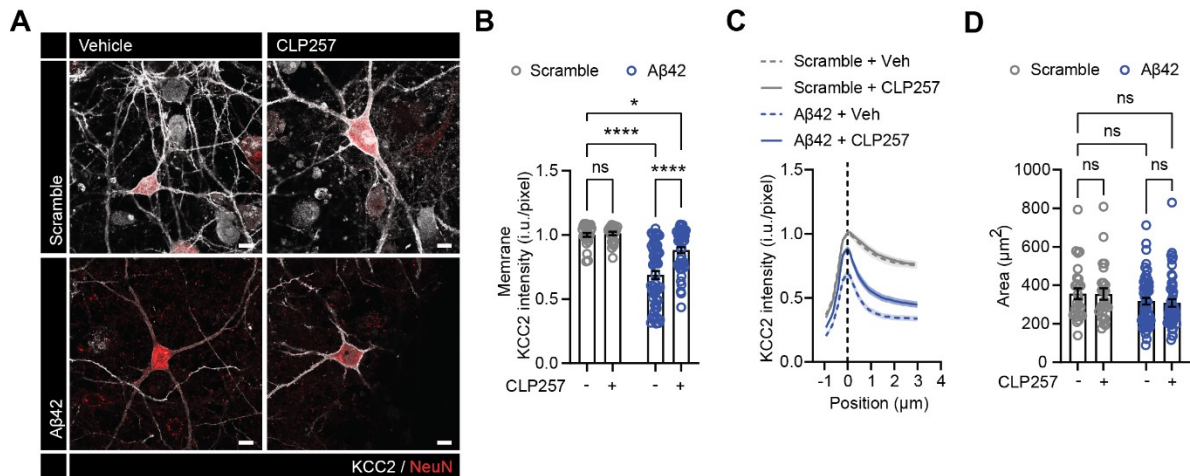 A
Vehicle
CLP257
Scramble
Aβ42
KCC2 / NeuN
B
Scramble
Aβ42
*
****
ns
****
Memrane
KCC2 intensity (i.u./pixel)
1.5
1.0
0.5
0.0
CLP257
- + - +
C
Scramble + Veh
Scramble + CLP257
Aβ42 + Veh
Aβ42 + CLP257
KCC2 intensity (i.u./pixel)
1.5
1.0
0.5
0.0
-1 0 1 2 3 4
Position (μm)
D
Scramble
Aβ42
ns
ns
ns
ns
Area (μm²)
1000
800
600
400
200
0
CLP257
- + - +